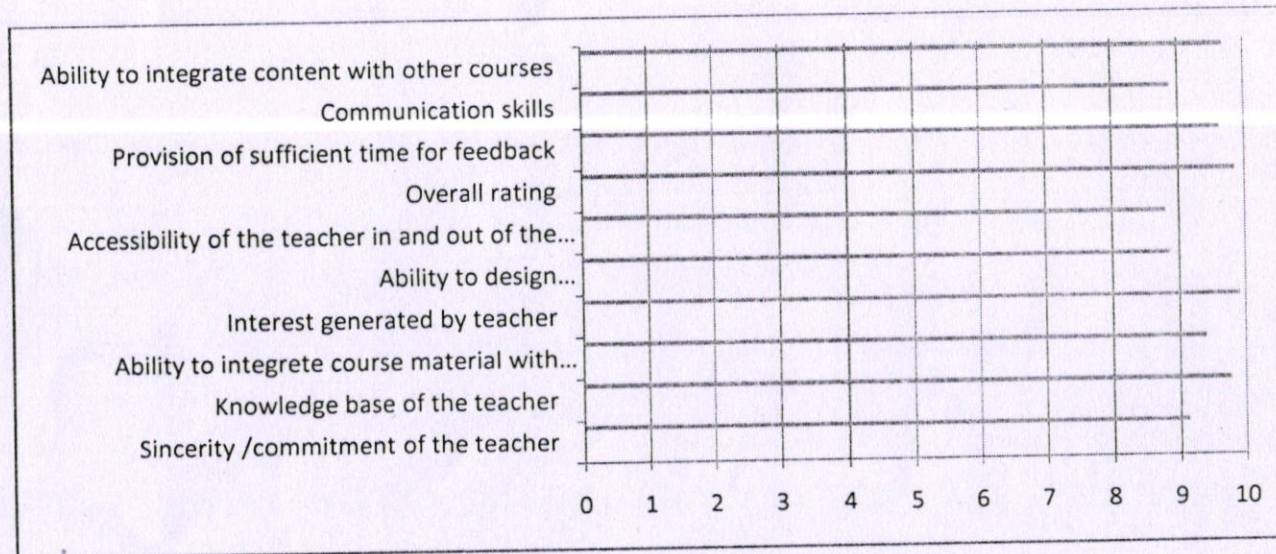 Ability to integrate content with other courses
Communication skills
Provision of sufficient time for feedback
Overall rating
Accessibility of the teacher in and out of the...
Ability to design...
Interest generated by teacher
Ability to integrete course material with...
Knowledge base of the teacher
Sincerity /commitment of the teacher
0 1 2 3 4 5 6 7 8 9 10